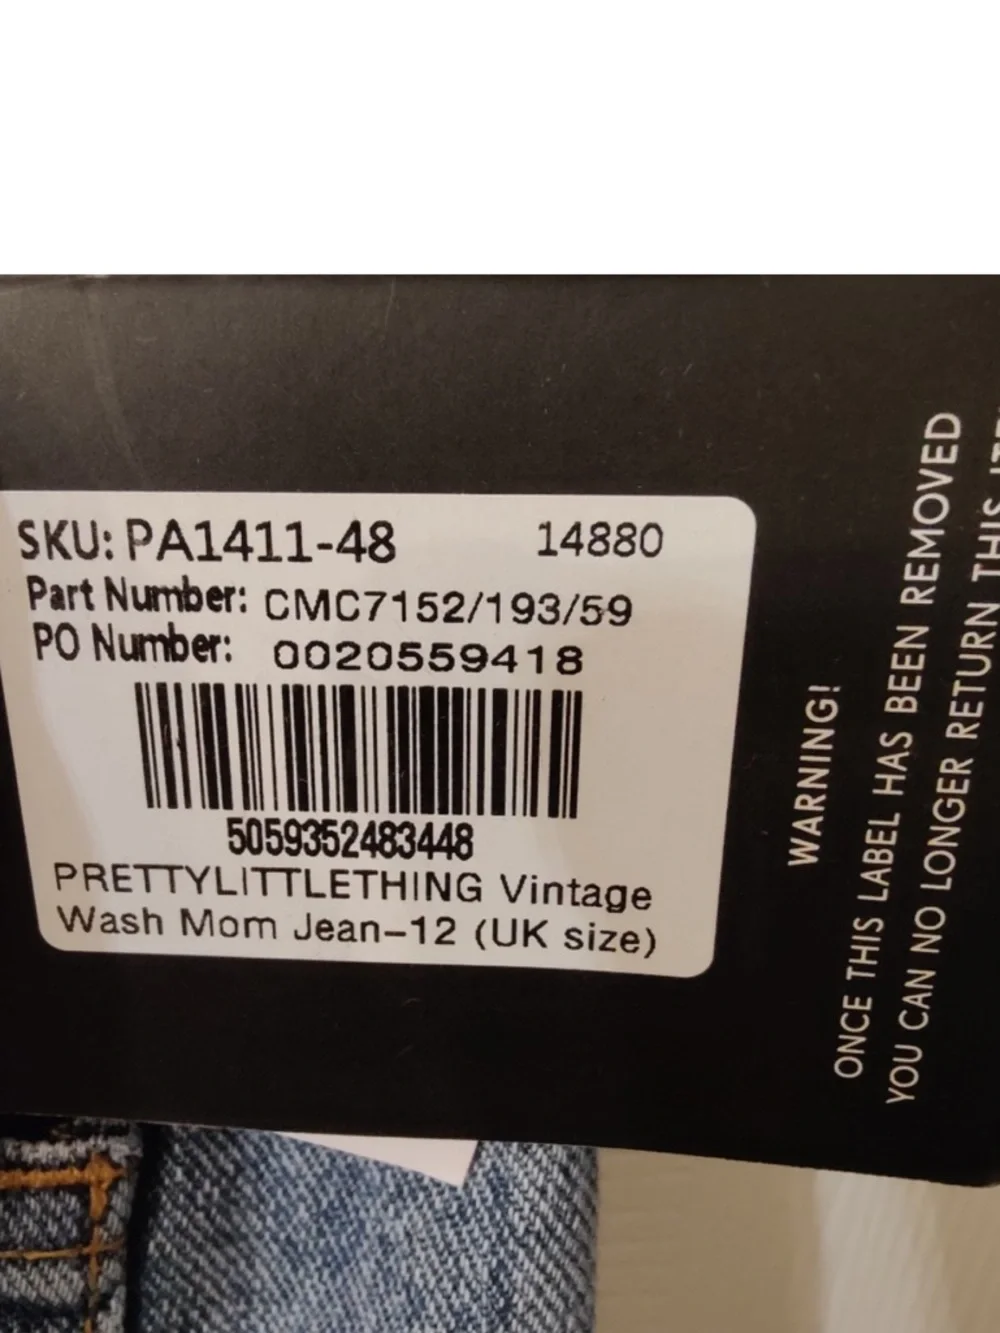 SKU: PA1411-48 14880
Part Number: CMC7152/193/59
PO Number: 0020559418
5059352483448
PRETTYLITTLETHING Vintage
Wash Mom Jean-12 (UK size)
WARNING!
ONCE THIS LABEL HAS BEEN REMOVED
YOU CAN NO LONGER RETURN THIS